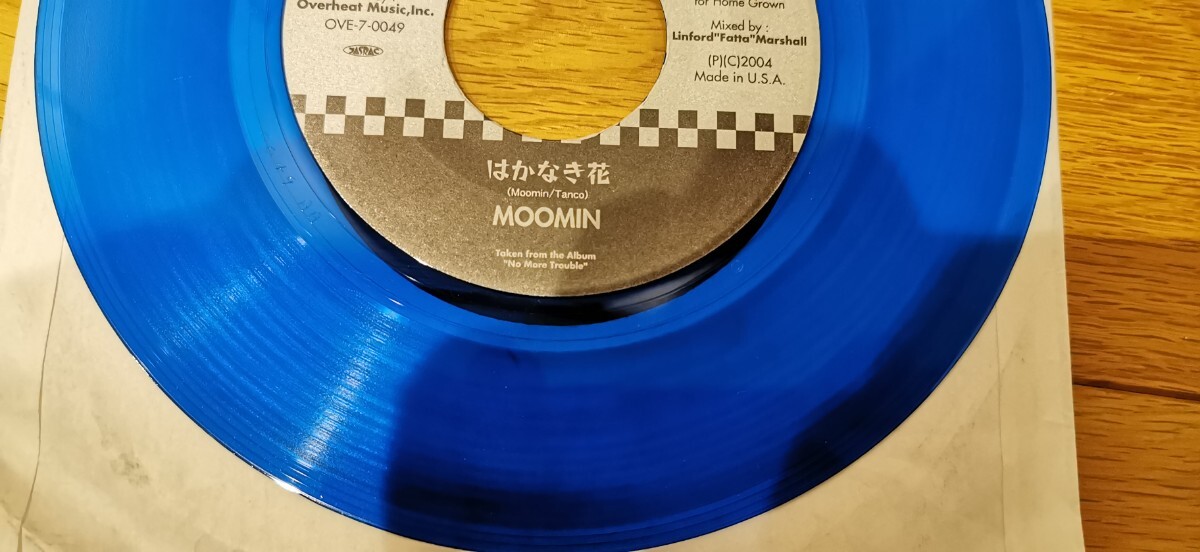 Overheat Music,Inc.
OVE-7-0049
JASRAC
for Home Grown
Mixed by :
Linford"Fatta"Marshall
(P)(C)2004
Made in U.S.A.
はかなき花
(Moomin/Tanco)
MOOMIN
Taken from the Album
"No More Trouble"